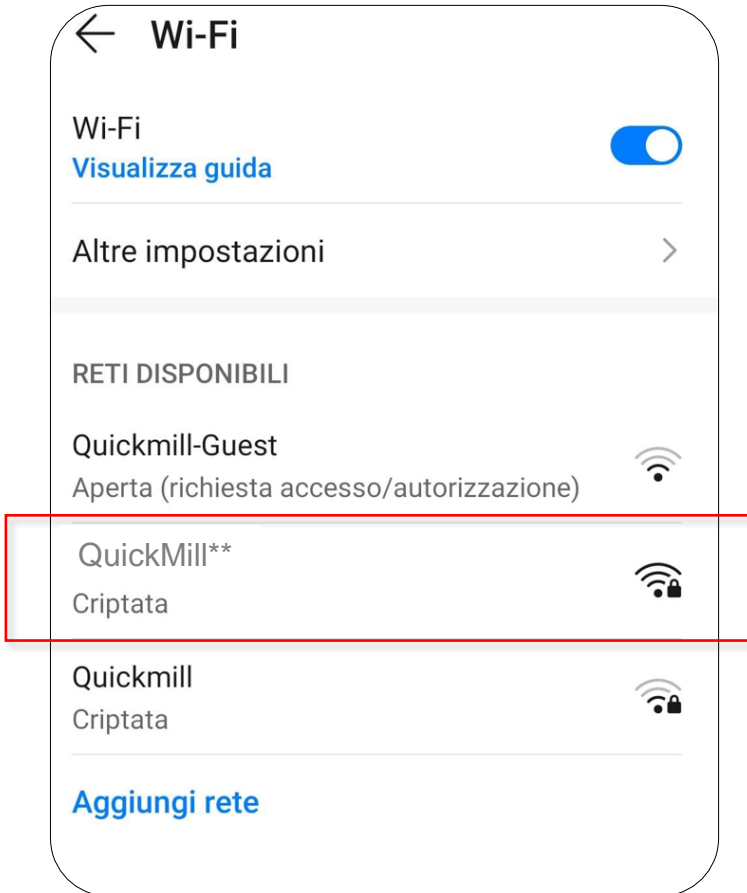 Wi-Fi
Wi-Fi
Visualizza guida
Altre impostazioni
RETI DISPONIBILI
Quickmill-Guest
Aperta (richiesta accesso/autorizzazione)
QuickMill**
Criptata
Quickmill
Criptata
Aggiungi rete